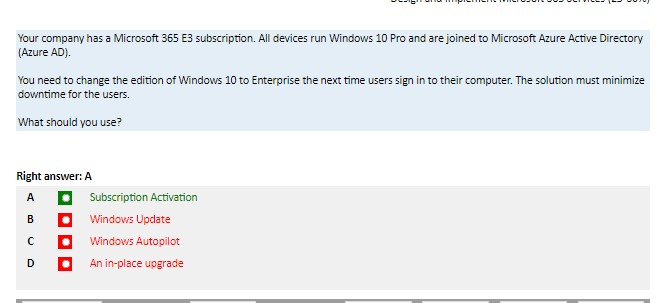 Your company has a Microsoft 365 E3 subscription. All devices run Windows 10 Pro and are joined to Microsoft Azure Active Directory
(Azure AD).
You need to change the edition of Windows 10 to Enterprise the next time users sign in to their computer. The solution must minimize
downtime for the users.
What should you use?
Right answer: A
A Subscription Activation
B Windows Update
C Windows Autopilot
D An in-place upgrade